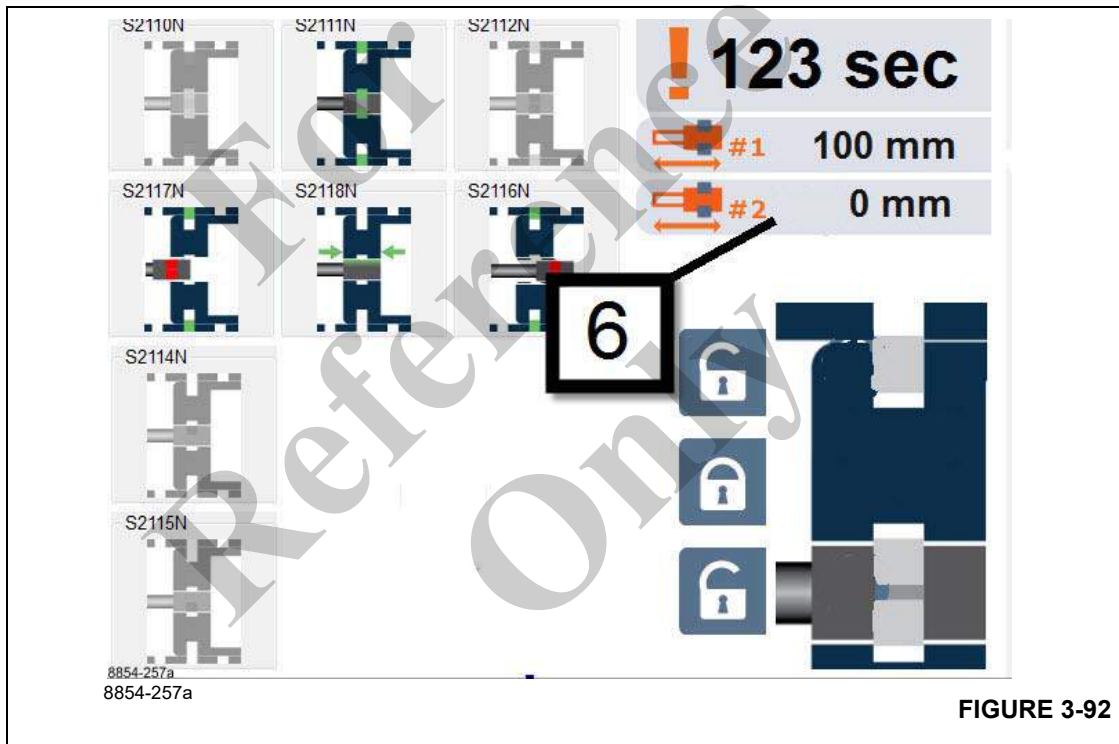 S2110N S2111N S2112N
! 123 sec
#1 100 mm
#2 0 mm
S2117N S2118N S2116N
6
S2114N
S2115N
8854-257a
8854-257a
FIGURE 3-92
For
Reference
Only